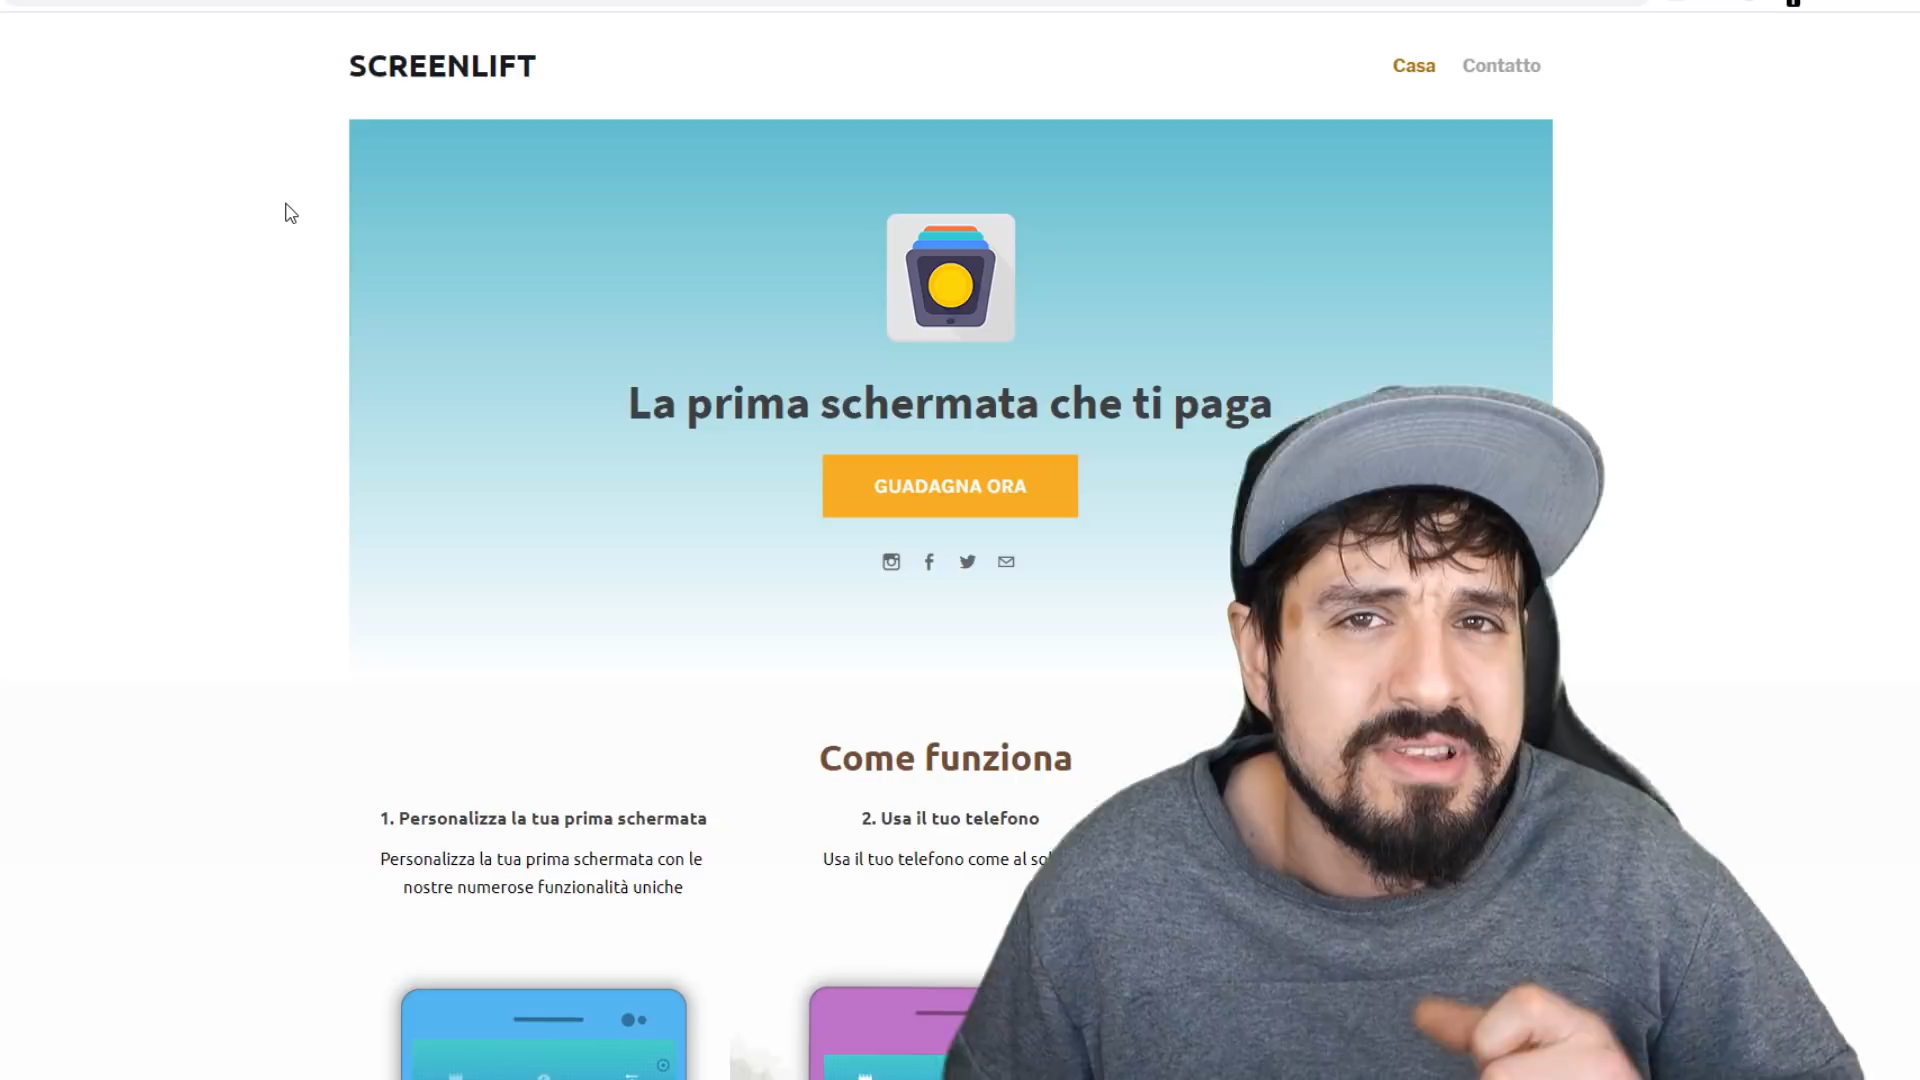 SCREENLIFT
Casa
Contatto
La prima schermata che ti paga
GUADAGNA ORA
Come funziona
1. Personalizza la tua prima schermata
Personalizza la tua prima schermata con le
nostre numerose funzionalità uniche
2. Usa il tuo telefono
Usa il tuo telefono come al